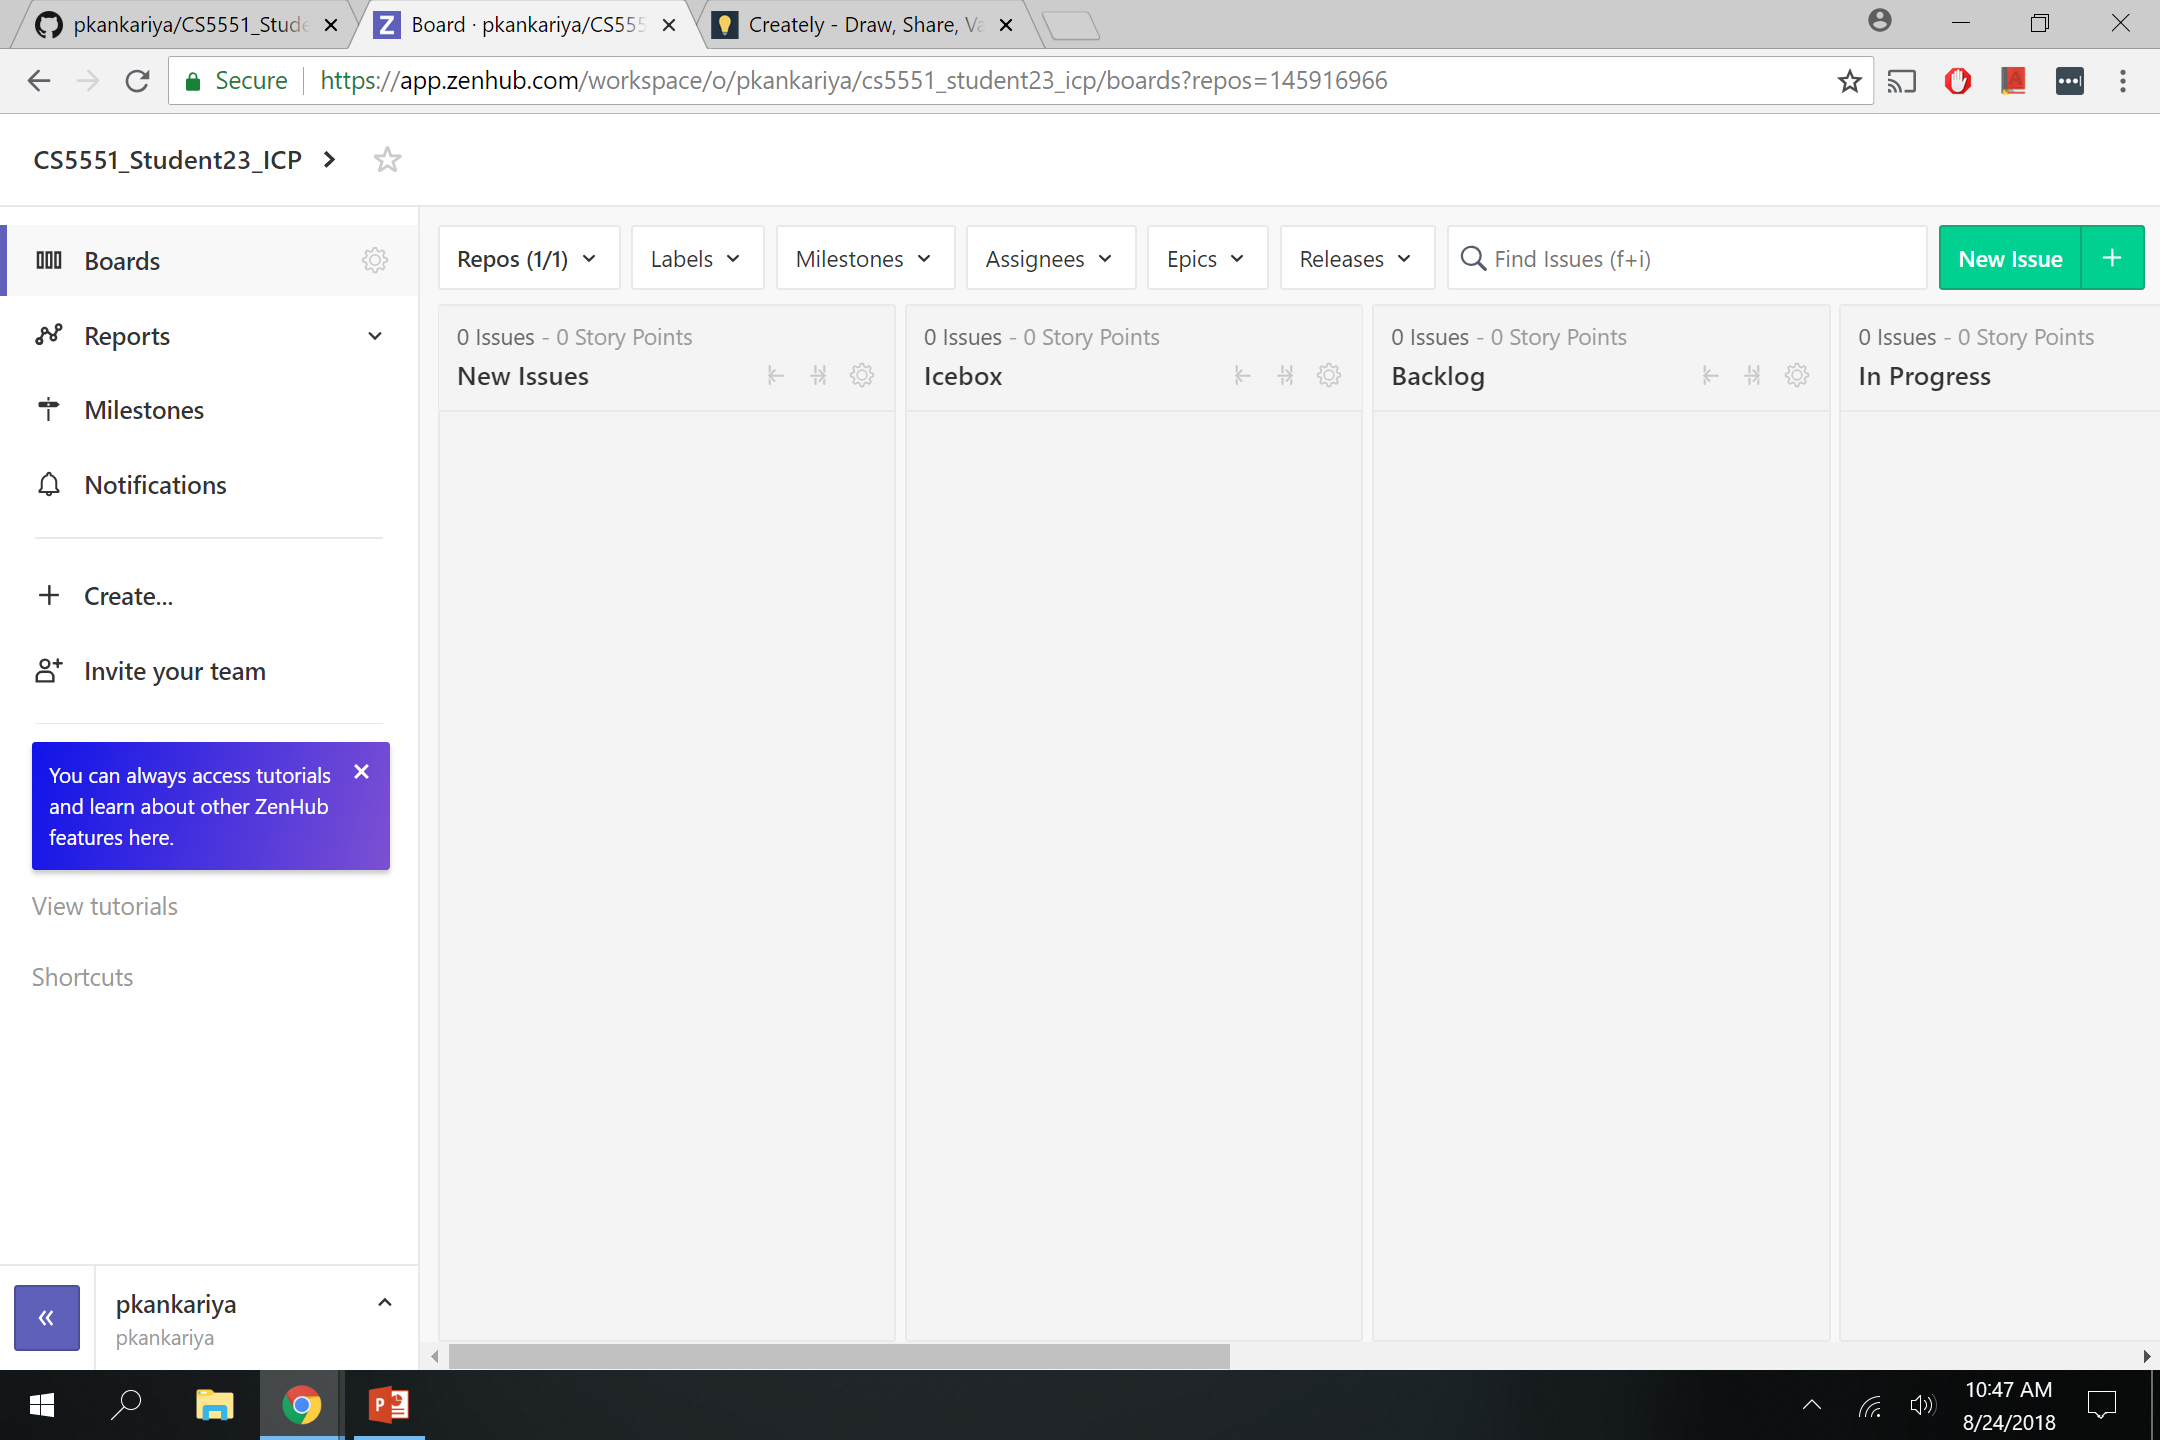 pkankariya/CS5551_Stude
Board · pkankariya/CS555
Creately - Draw, Share, Va
Secure
https://app.zenhub.com/workspace/o/pkankariya/cs5551_student23_icp/boards?repos=145916966
CS5551_Student23_ICP
Boards
Reports
Milestones
Notifications
Create...
Invite your team
You can always access tutorials
and learn about other ZenHub
features here.
View tutorials
Shortcuts
pkankariya
pkankariya
Repos (1/1)
Labels
Milestones
Assignees
Epics
Releases
Find Issues (f+i)
New Issue
0 Issues - 0 Story Points
New Issues
0 Issues - 0 Story Points
Icebox
0 Issues - 0 Story Points
Backlog
0 Issues - 0 Story Points
In Progress
10:47 AM
8/24/2018